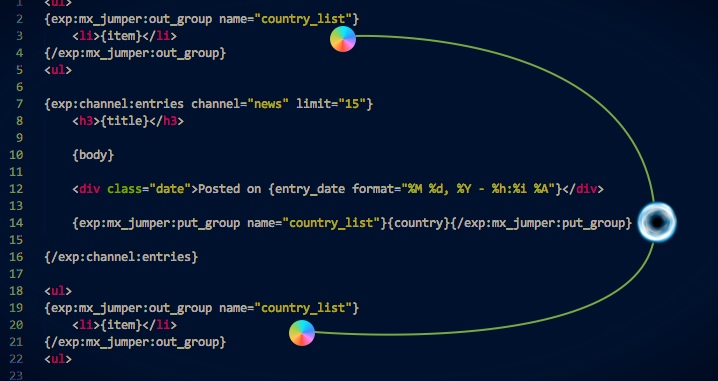 1 <ul>
2 {exp:mx_jumper:out_group name="country_list"}
3 <li>{item}</li>
4 {/exp:mx_jumper:out_group}
5 <ul>
6
7 {exp:channel:entries channel="news" limit="15"}
8 <h3>{title}</h3>
9
10 {body}
11
12 <div class="date">Posted on {entry_date format="%M %d, %Y - %h:%i %A"}</div>
13
14 {exp:mx_jumper:put_group name="country_list"}{country}{/exp:mx_jumper:put_group}
15
16 {/exp:channel:entries}
17
18 <ul>
19 {exp:mx_jumper:out_group name="country_list"}
20 <li>{item}</li>
21 {/exp:mx_jumper:out_group}
22 <ul>
23